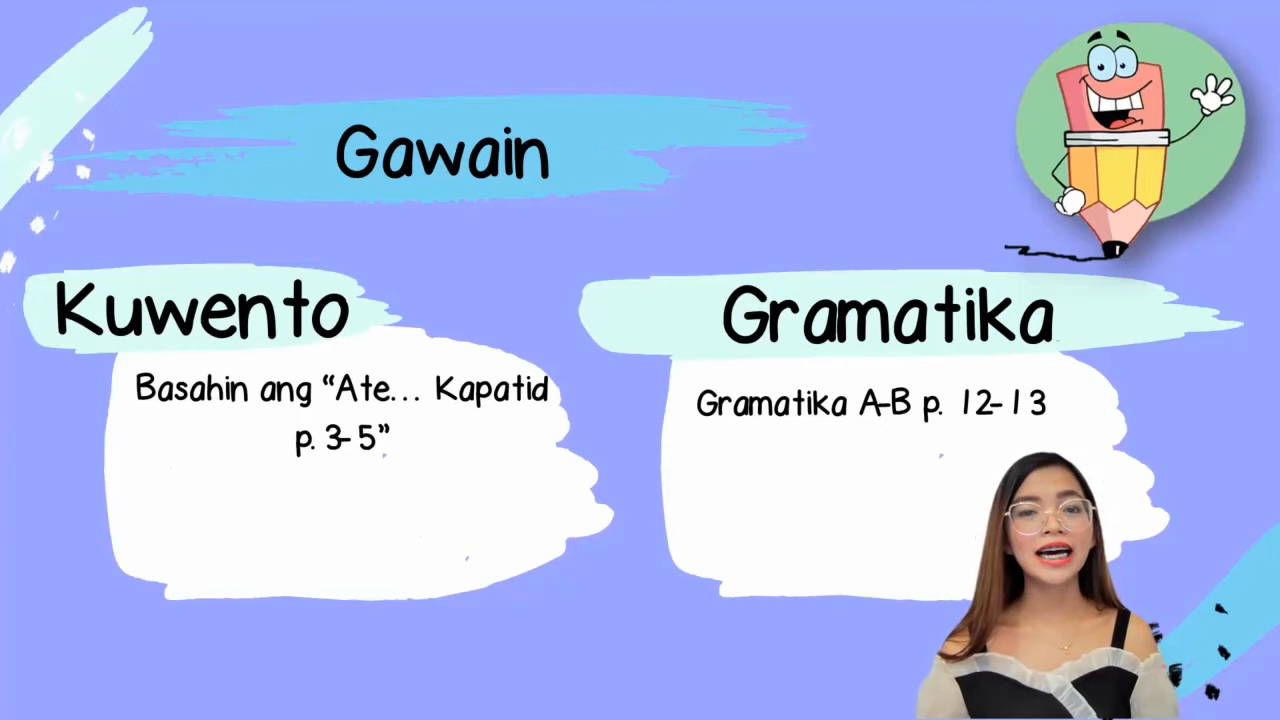 Gawain
Kuwento
Basahin ang “Ate... Kapatid
p. 3-5”
Gramatika
Gramatika A-B p. 12-13